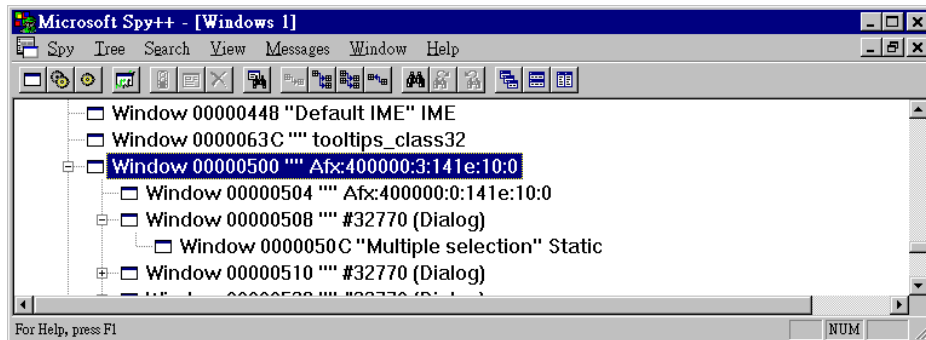 Microsoft Spy++ - [Windows 1]
Spy Tree Search View Messages Window Help
Window 00000448 "Default IME" IME
Window 0000063C "" tooltips_class32
Window 00000500 "" Afx:400000:3:141e:10:0
Window 00000504 "" Afx:400000:0:141e:10:0
Window 00000508 "" #32770 (Dialog)
Window 0000050C "Multiple selection" Static
Window 00000510 "" #32770 (Dialog)
For Help, press F1
NUM